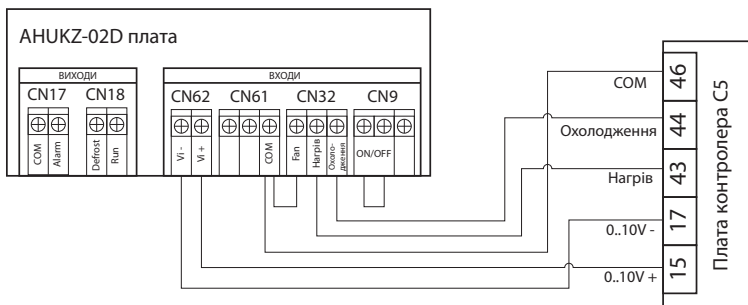 AHUKZ-02D плата
ВИХОДИ
ВХОДИ
CN17
CN18
CN62
CN61
CN32
CN9
COM
Alarm
Defrost
Run
Vi -
Vi +
COM
Fan
Нагрів
Охоло-
дження
ON/OFF
COM
46
Охолодження
44
Нагрів
43
0..10V -
17
0..10V +
15
Плата контролера C5